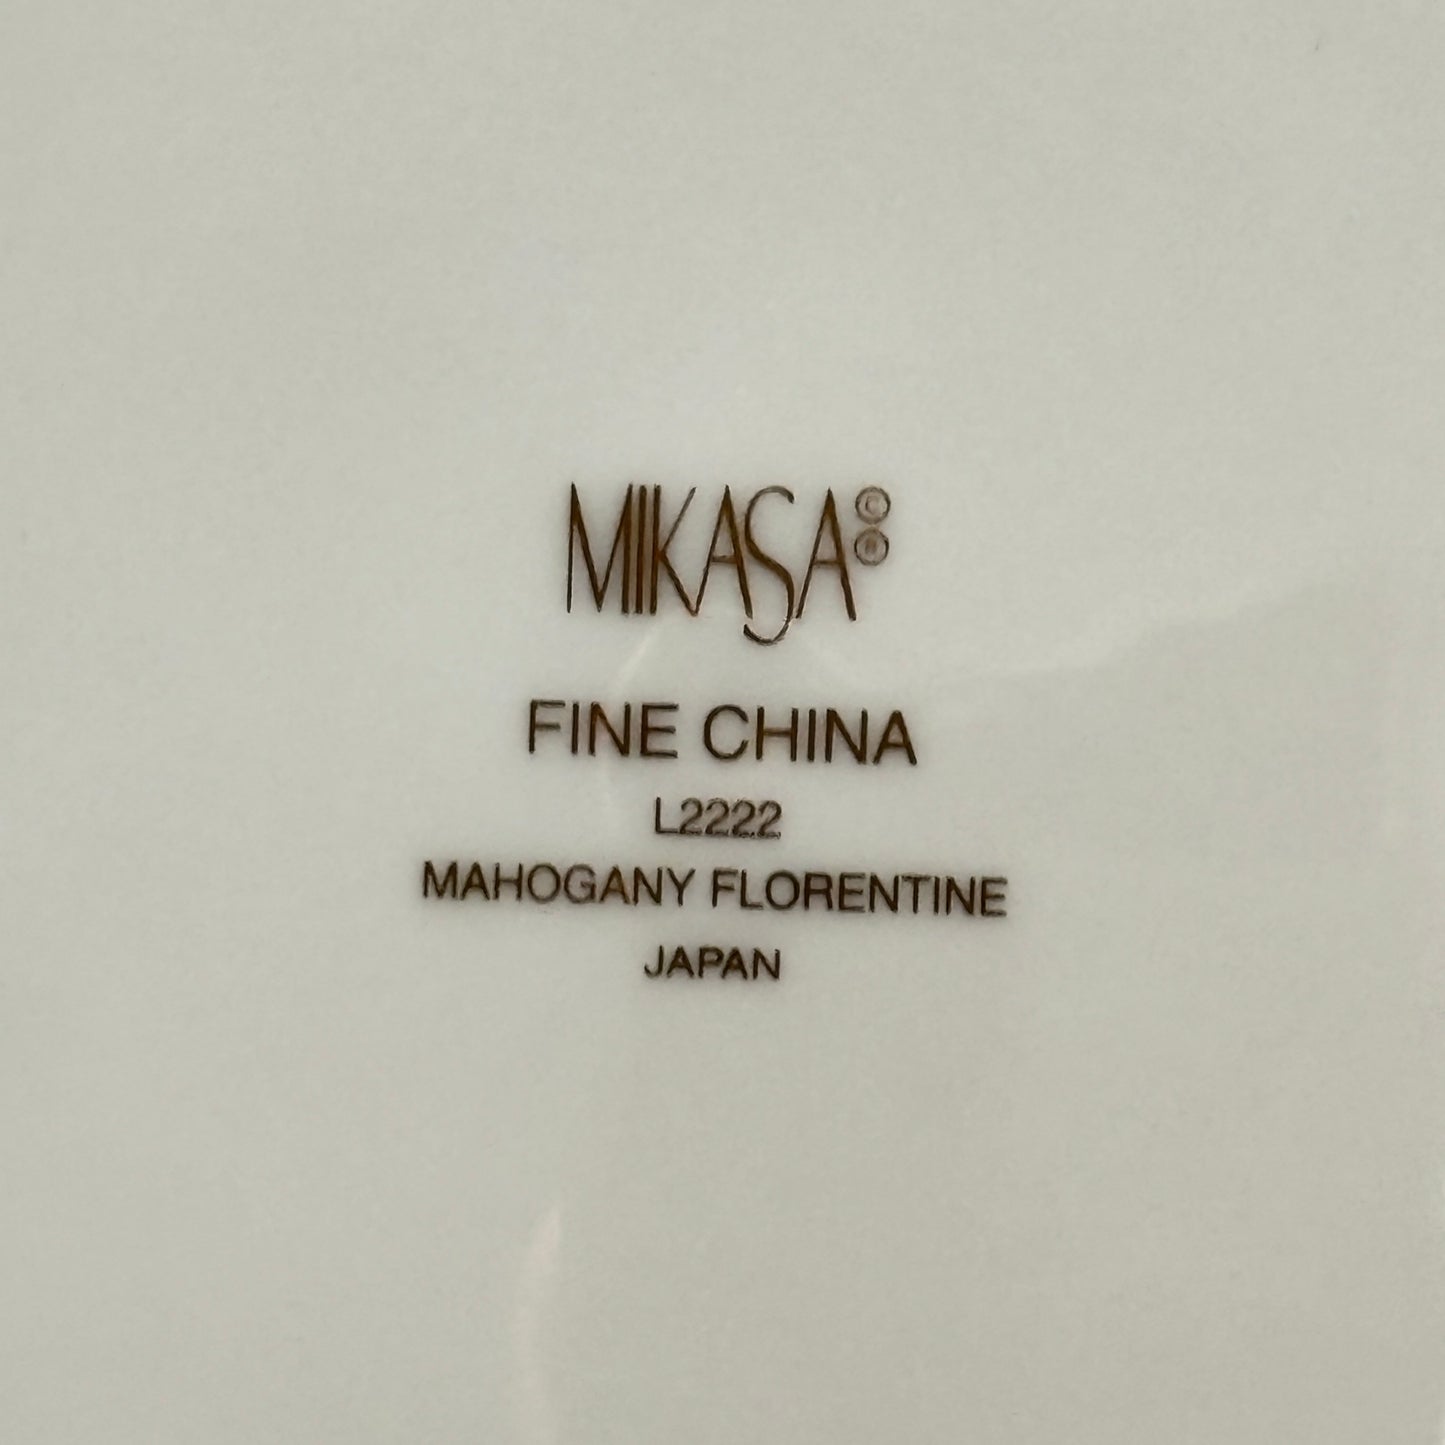 MIKASA©®
FINE CHINA
L2222
MAHOGANY FLORENTINE
JAPAN